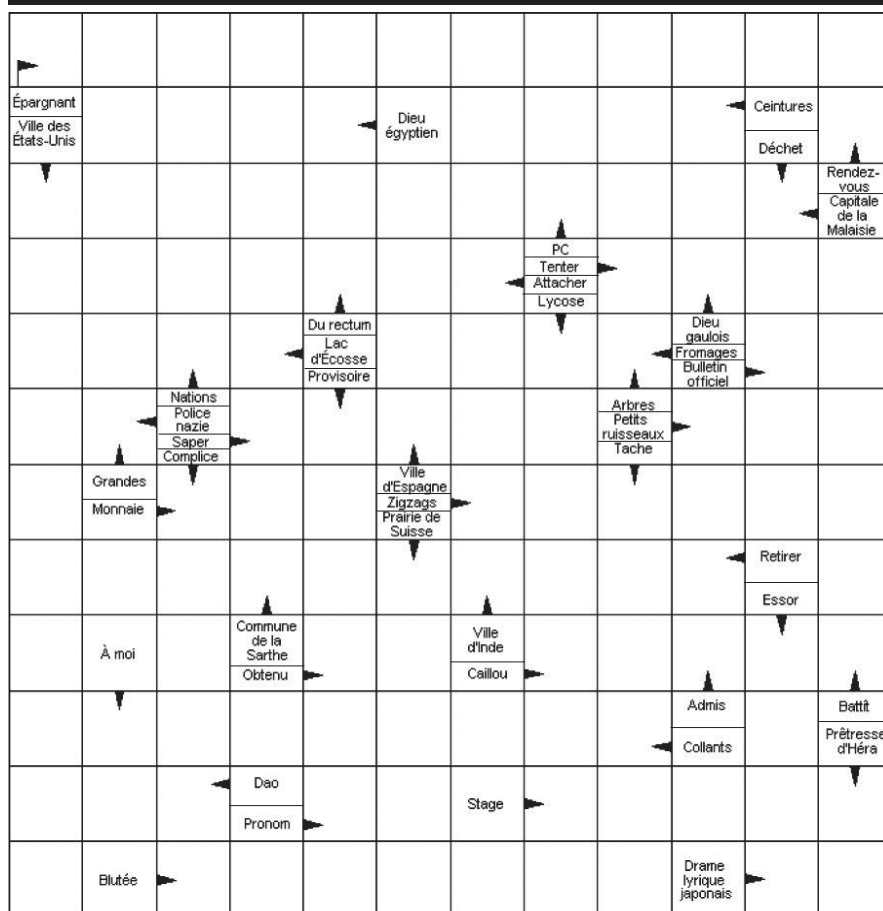 Épargnant
Ville des
États-Unis
Dieu
égyptien
Ceintures
Déchet
Rendez-
vous
Capitale
de la
Malaisie
PC
Tenter
Attacher
Lycose
Du rectum
Lac
d'Écosse
Provisoire
Dieu
gaulois
Fromages
Bulletin
officiel
Nations
Police
nazie
Saper
Complice
Arbres
Petits
ruisseaux
Tache
Grandes
Monnaie
Ville
d'Espagne
Zigzags
Prairie de
Suisse
Retirer
Essor
À moi
Commune
de la
Sarthe
Obtenu
Ville
d'Inde
Caillou
Admis
Collants
Battît
Prêtresse
d'Héra
Dao
Pronom
Stage
Blutée
Drame
lyrique
japonais